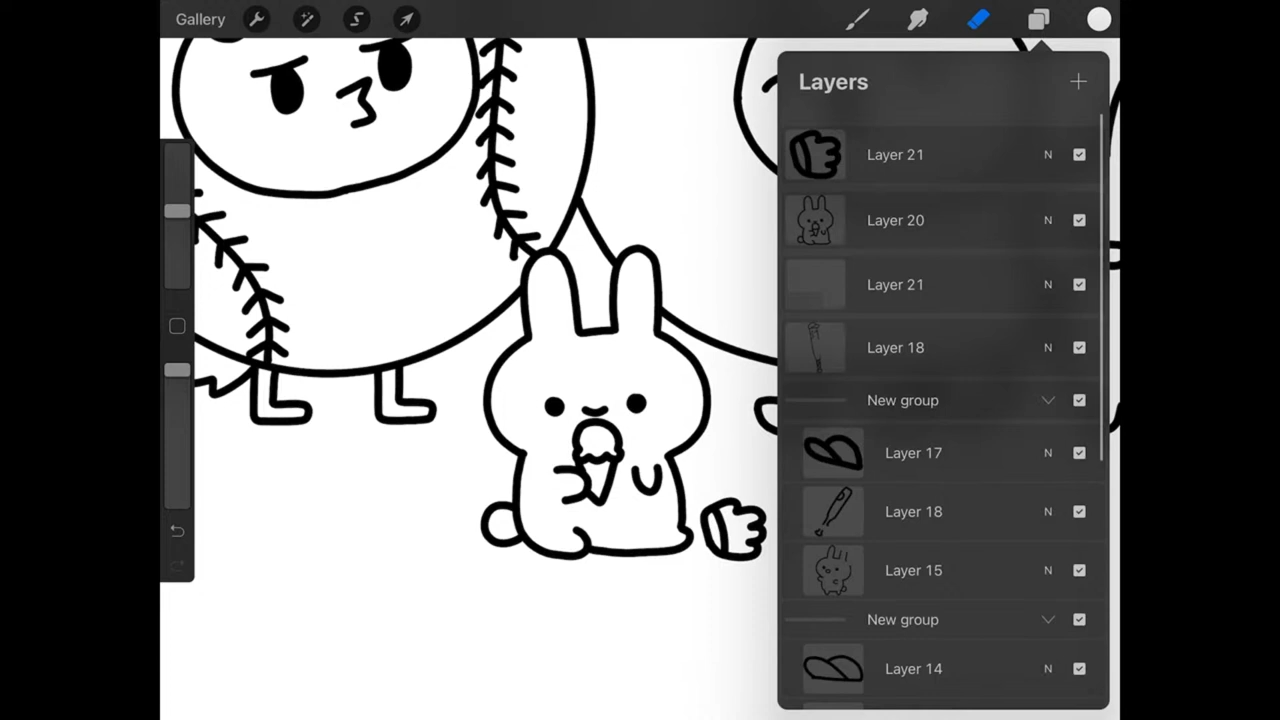 Gallery
Layers
Layer 21 N
Layer 20 N
Layer 21 N
Layer 18 N
New group
Layer 17 N
Layer 18 N
Layer 15 N
New group
Layer 14 N